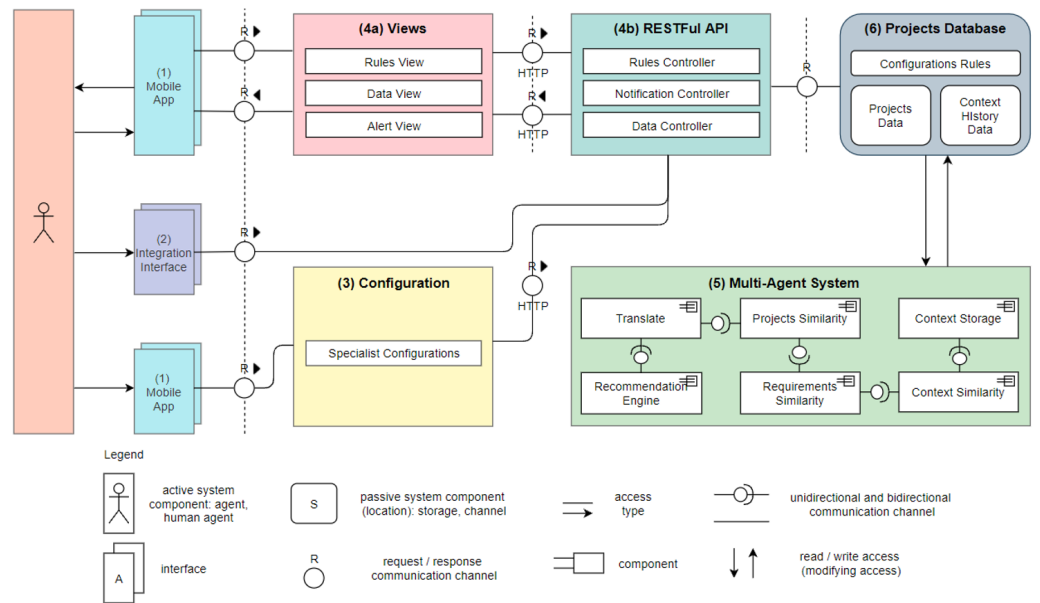 (4a) Views
(4b) RESTFul API
(6) Projects Database
R
R
R
Rules View
Rules Controller
Configurations Rules
HTTP
(1)
Mobile
App
Data View
Notification Controller
R
R
Alert View
Data Controller
Projects
Data
Context
HIstory
Data
HTTP
(2)
Integration
Interface
R
R
HTTP
(3) Configuration
Specialist Configurations
(5) Multi-Agent System
Translate
Projects Similarity
Context Storage
(1)
Mobile
App
R
Recommendation
Engine
Requirements
Similarity
Context Similarity
Legend
active system
component: agent,
human agent
S
passive system component
(location): storage, channel
access
type
unidirectional and bidirectional
communication channel
A
interface
R
request / response
communication channel
component
read / write access
(modifying access)